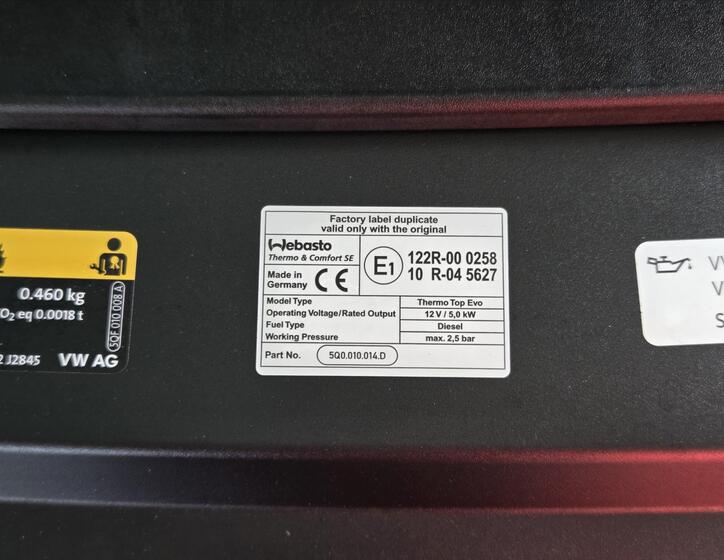 Factory label duplicate
valid only with the original
Webasto
Thermo & Comfort SE
Made in
Germany
CE
E1
122R-00 0258
10 R-04 5627
Model Type
Thermo Top Evo
Operating Voltage/Rated Output
12 V / 5,0 kW
Fuel Type
Diesel
Working Pressure
max. 2,5 bar
Part No.
5Q0.010.014.D
0.460 kg
O2 eq 0.0018 t
5QF 010 008 A
J2845
VW AG
V
S